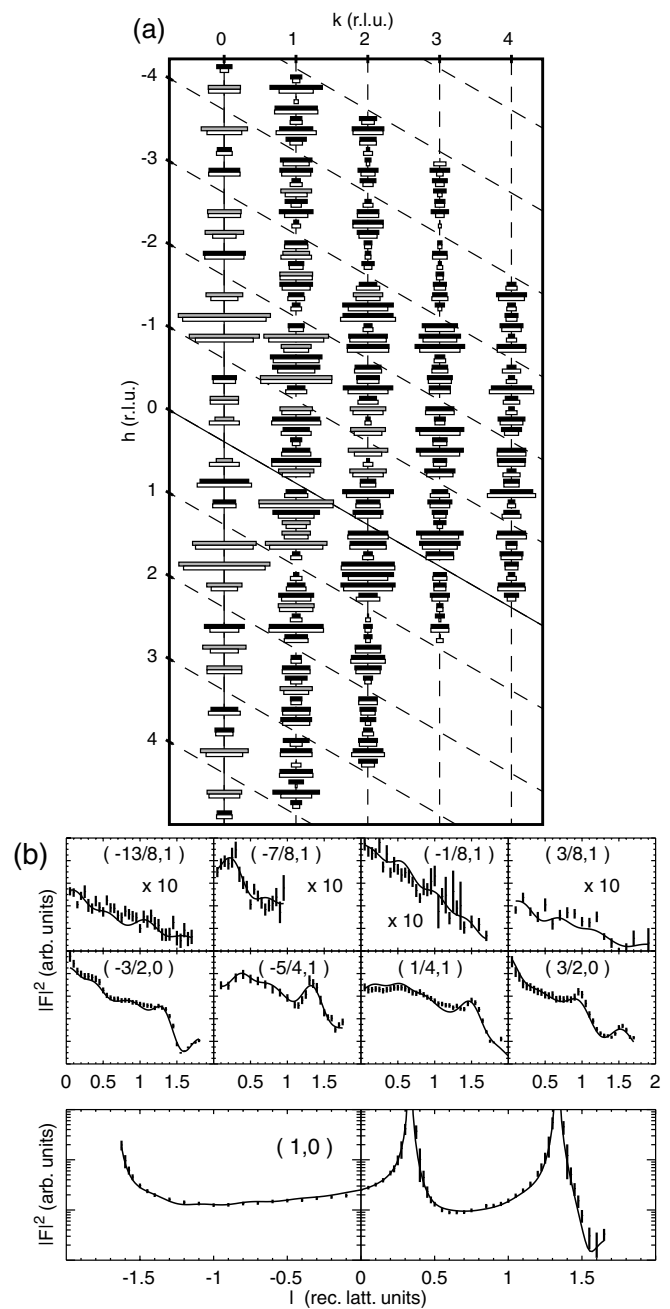 (a)
k (r.l.u.)
0 1 2 3 4
h (r.l.u.)
-4
-3
-2
-1
0
1
2
3
4
(b)
|F|² (arb. units)
( -13/8,1 ) ( -7/8,1 ) ( -1/8,1 ) ( 3/8,1 )
x 10 x 10 x 10 x 10
( -3/2,0 ) ( -5/4,1 ) ( 1/4,1 ) ( 3/2,0 )
0 0.5 1 1.5 0.5 1 1.5 0.5 1 1.5 0.5 1 1.5 2
|F|² (arb. units)
( 1,0 )
-1.5 -1 -0.5 0 0.5 1 1.5 2
l (rec. latt. units)